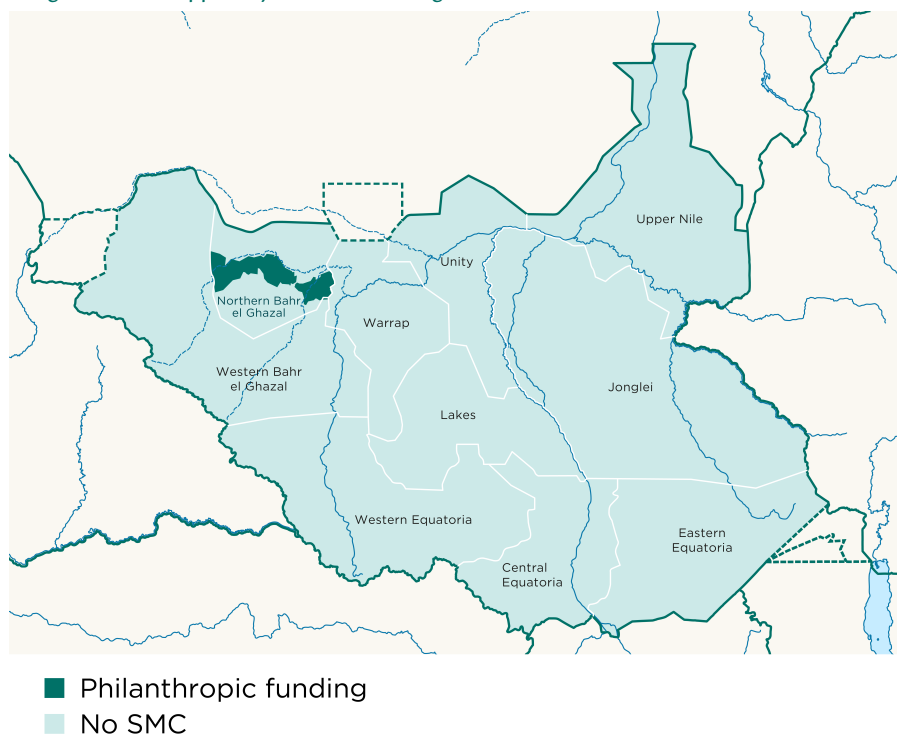 Upper Nile
Unity
Northern Bahr
el Ghazal
Warrap
Western Bahr
el Ghazal
Jonglei
Lakes
Western Equatoria
Eastern
Equatoria
Central
Equatoria
Philanthropic funding
No SMC